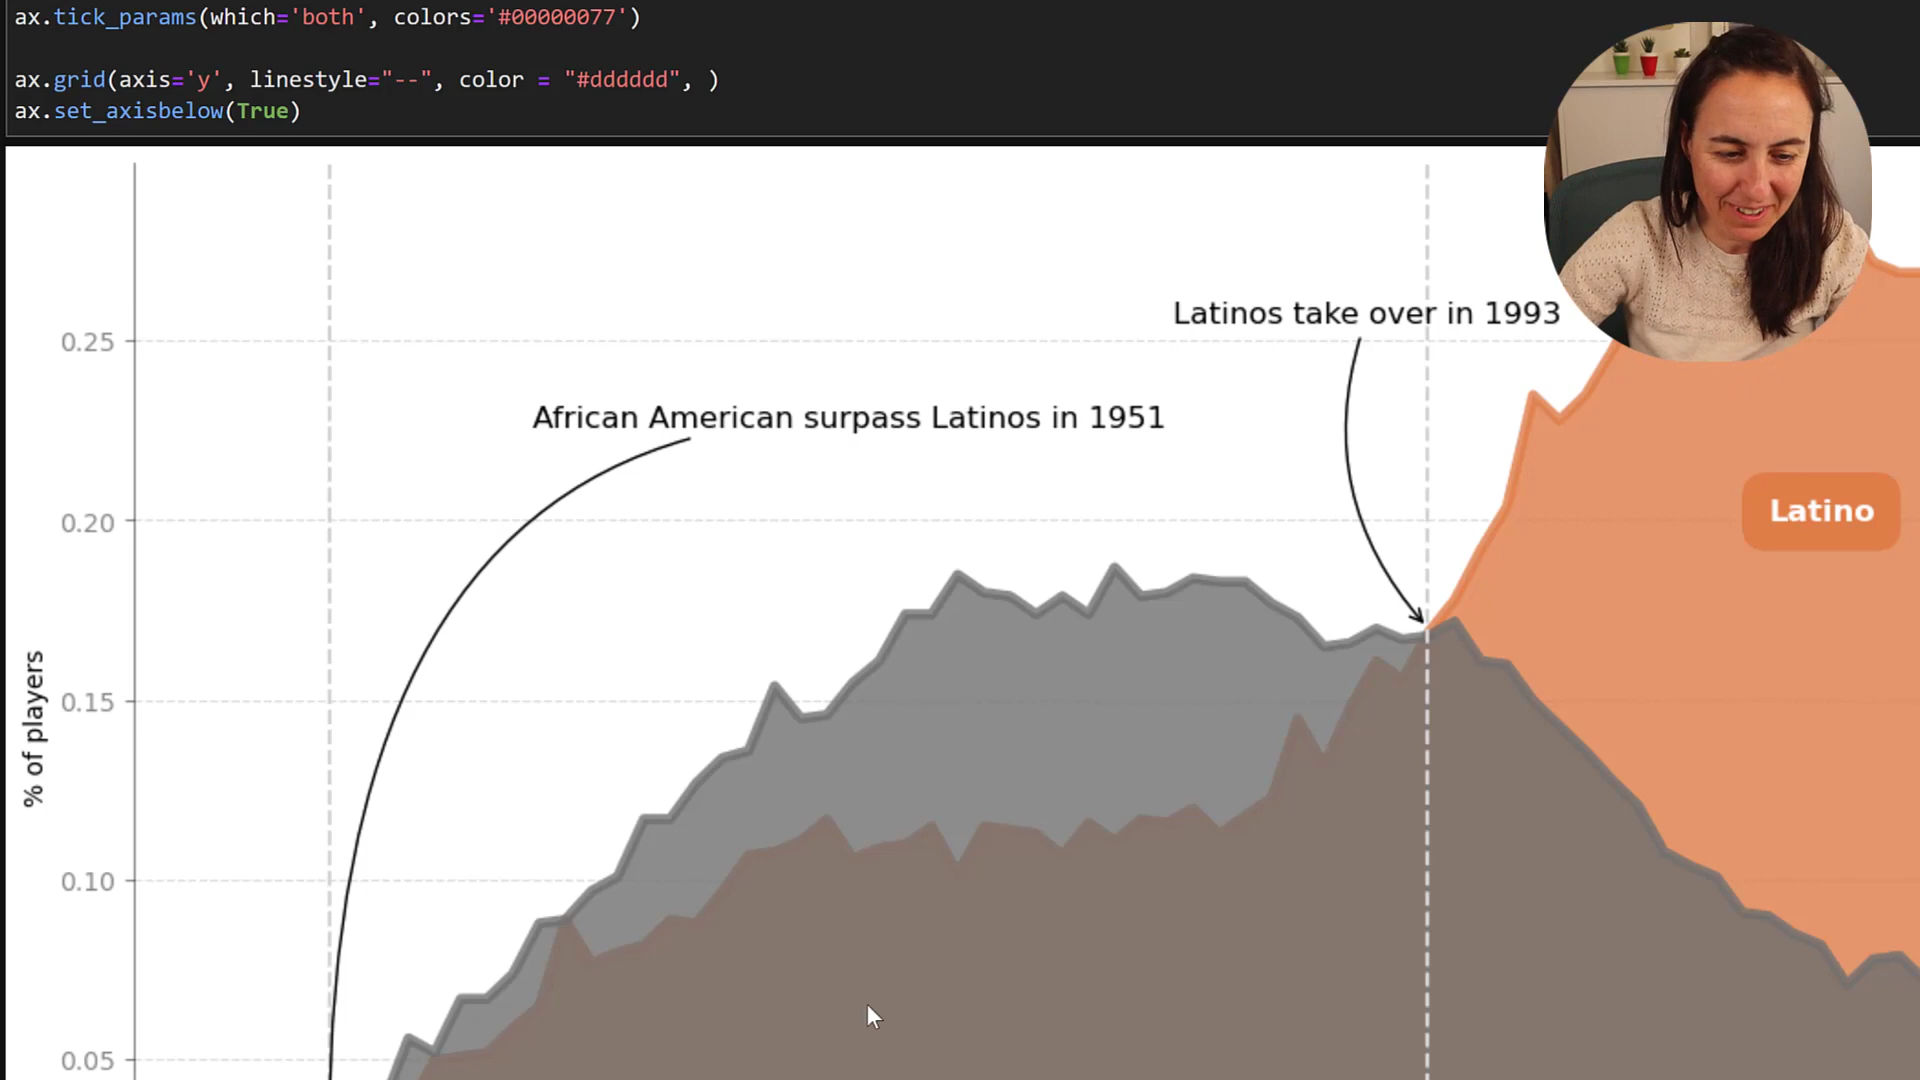 ax.tick_params(which='both', colors='#00000077')
ax.grid(axis='y', linestyle="--", color = "#dddddd", )
ax.set_axisbelow(True)
Latinos take over in 1993
0.25
African American surpass Latinos in 1951
Latino
0.20
0.15
% of players
0.10
0.05